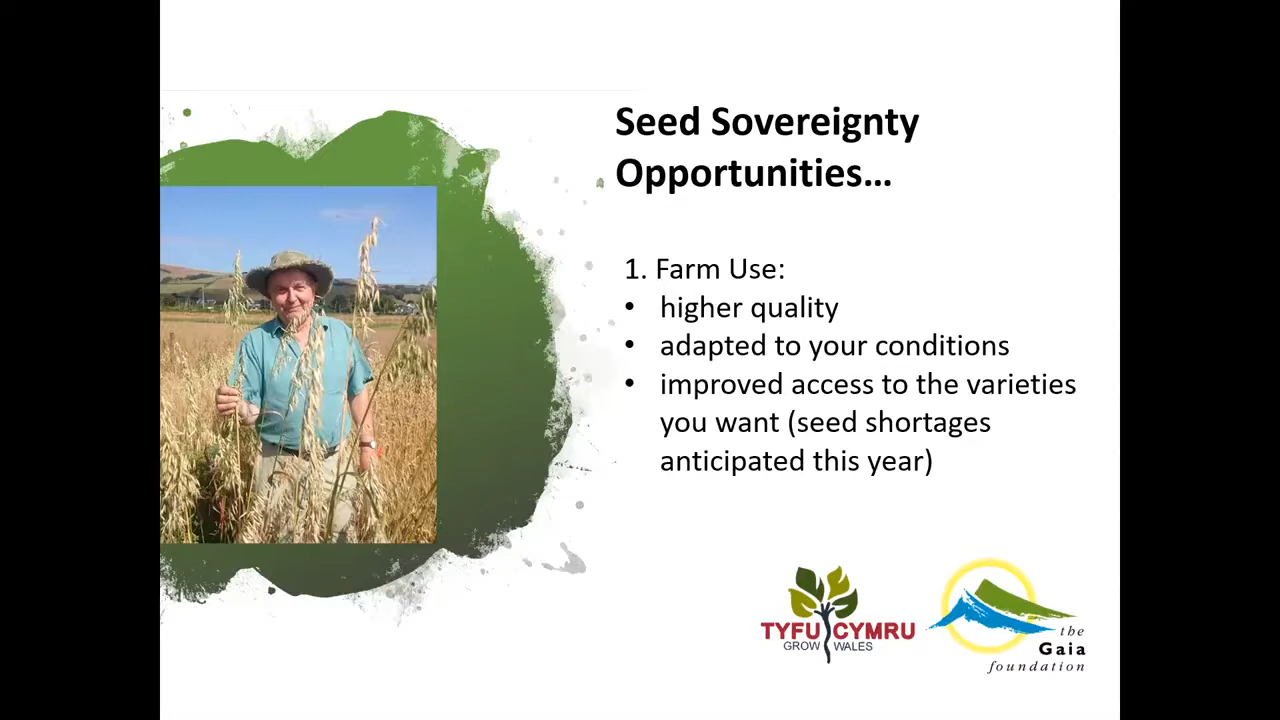 Seed Sovereignty
Opportunities...
1. Farm Use:
• higher quality
• adapted to your conditions
• improved access to the varieties
you want (seed shortages
anticipated this year)
TYFU CYMRU
GROW WALES
the
Gaia
foundation